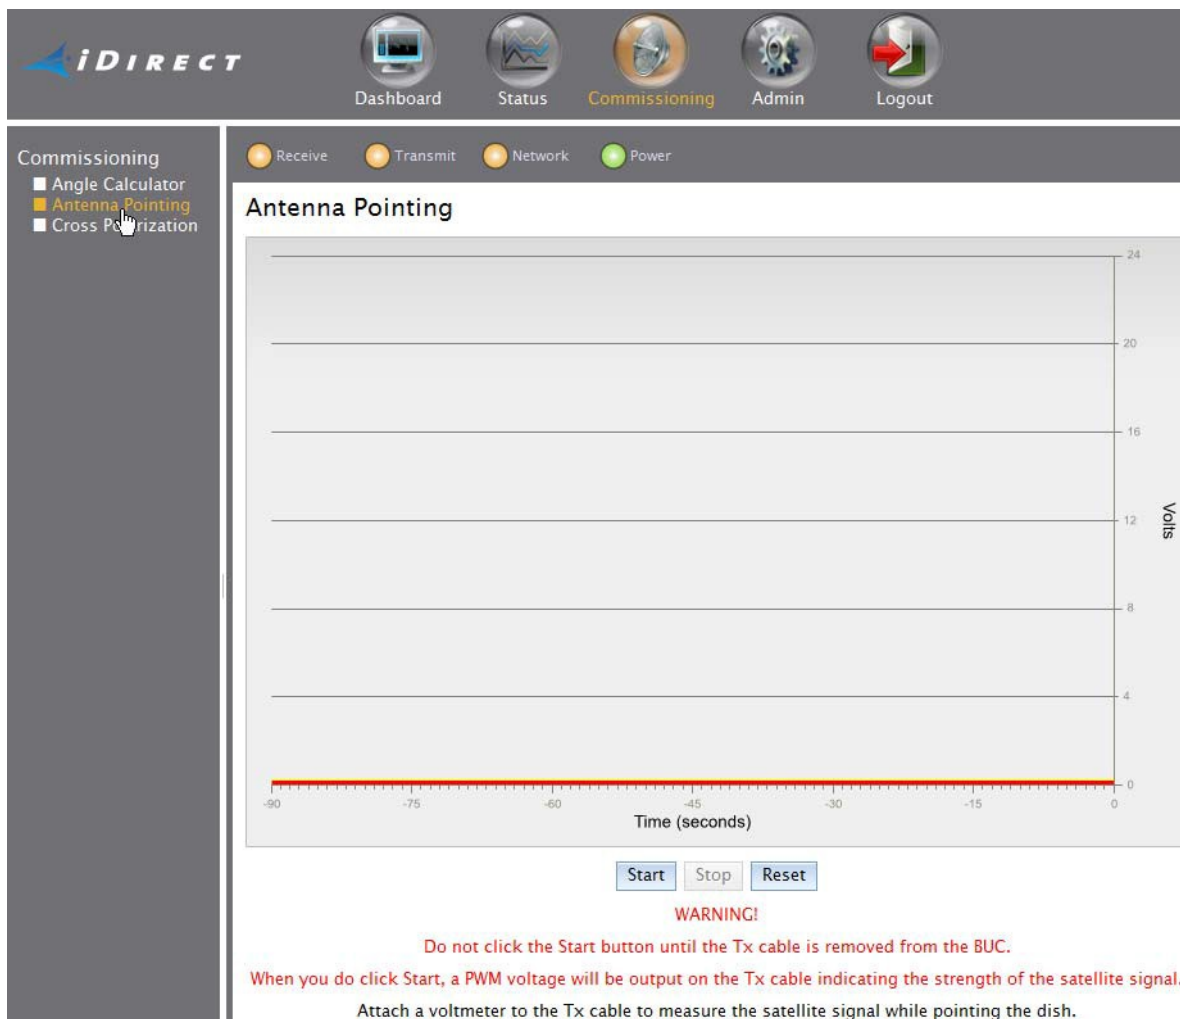 iDIRECT
Dashboard Status Commissioning Admin Logout
Commissioning
Angle Calculator
Antenna Pointing
Cross P rization
Receive Transmit Network Power
Antenna Pointing
24
20
16
12
8
4
0
Volts
-90 -75 -60 -45 -30 -15 0
Time (seconds)
Start Stop Reset
WARNING!
Do not click the Start button until the Tx cable is removed from the BUC.
When you do click Start, a PWM voltage will be output on the Tx cable indicating the strength of the satellite signal.
Attach a voltmeter to the Tx cable to measure the satellite signal while pointing the dish.